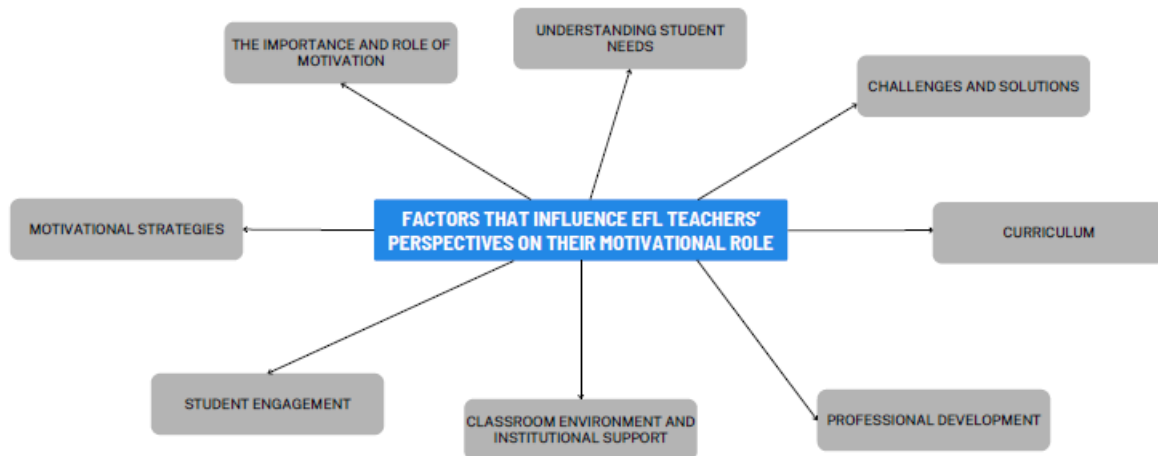 THE IMPORTANCE AND ROLE OF
MOTIVATION
UNDERSTANDING STUDENT
NEEDS
CHALLENGES AND SOLUTIONS
MOTIVATIONAL STRATEGIES
FACTORS THAT INFLUENCE EFL TEACHERS’
PERSPECTIVES ON THEIR MOTIVATIONAL ROLE
CURRICULUM
STUDENT ENGAGEMENT
CLASSROOM ENVIRONMENT AND
INSTITUTIONAL SUPPORT
PROFESSIONAL DEVELOPMENT